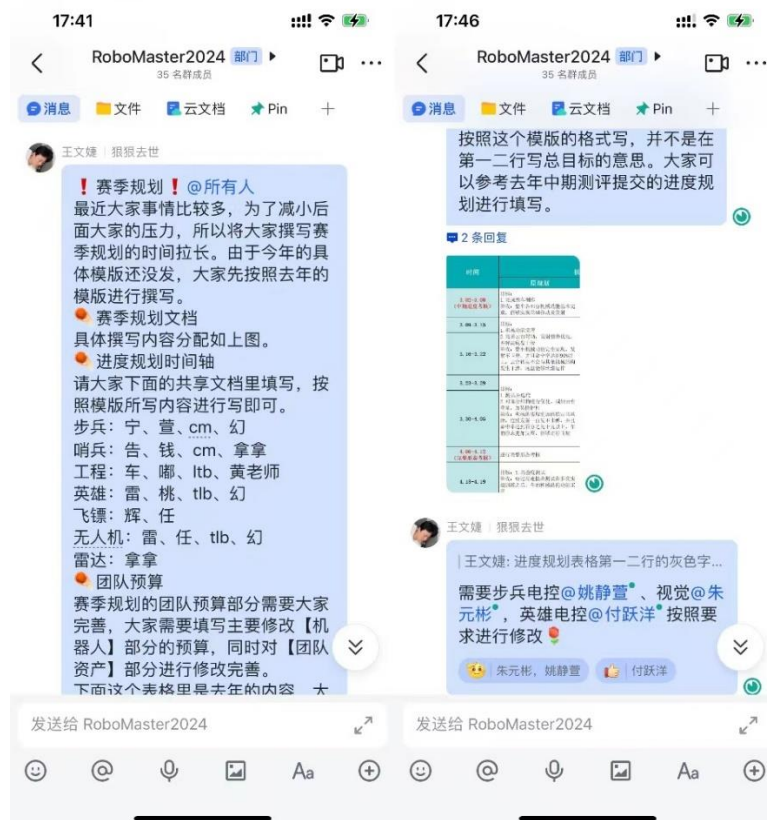 17:41
RoboMaster2024 部门
35 名群成员
消息 文件 云文档 Pin
王文婕 | 狠狠去世
❗赛季规划❗@所有人
最近大家事情比较多，为了减小后
面大家的压力，所以将大家撰写赛
季规划的时间拉长。由于今年的具
体模版还没发，大家先按照去年的
模版进行撰写。
赛季规划文档
具体撰写内容分配如上图。
进度规划时间轴
请大家下面的共享文档里填写，按
照模版所写内容进行写即可。
步兵：宁、萱、cm、幻
哨兵：告、钱、cm、拿拿
工程：车、嘟、ltb、黄老师
英雄：雷、桃、tlb、幻
飞镖：辉、任
无人机：雷、任、tlb、幻
雷达：拿拿
团队预算
赛季规划的团队预算部分需要大家
完善，大家需要填写主要修改【机
器人】部分的预算，同时对【团队
资产】部分进行修改完善。
下面这个表格里是去年的内容，大
发送给 RoboMaster2024
Aa
17:46
RoboMaster2024 部门
35 名群成员
消息 文件 云文档 Pin
按照这个模版的格式写，并不是在
第一二行写总目标的意思。大家可
以参考去年中期测评提交的进度规
划进行填写。
2 条回复
时间
原规划
王文婕 | 狠狠去世
| 王文婕: 进度规划表格第一二行的灰色字...
需要步兵电控@姚静萱、视觉@朱
元彬，英雄电控@付跃洋 按照要
求进行修改
朱元彬，姚静萱 付跃洋
发送给 RoboMaster2024
Aa